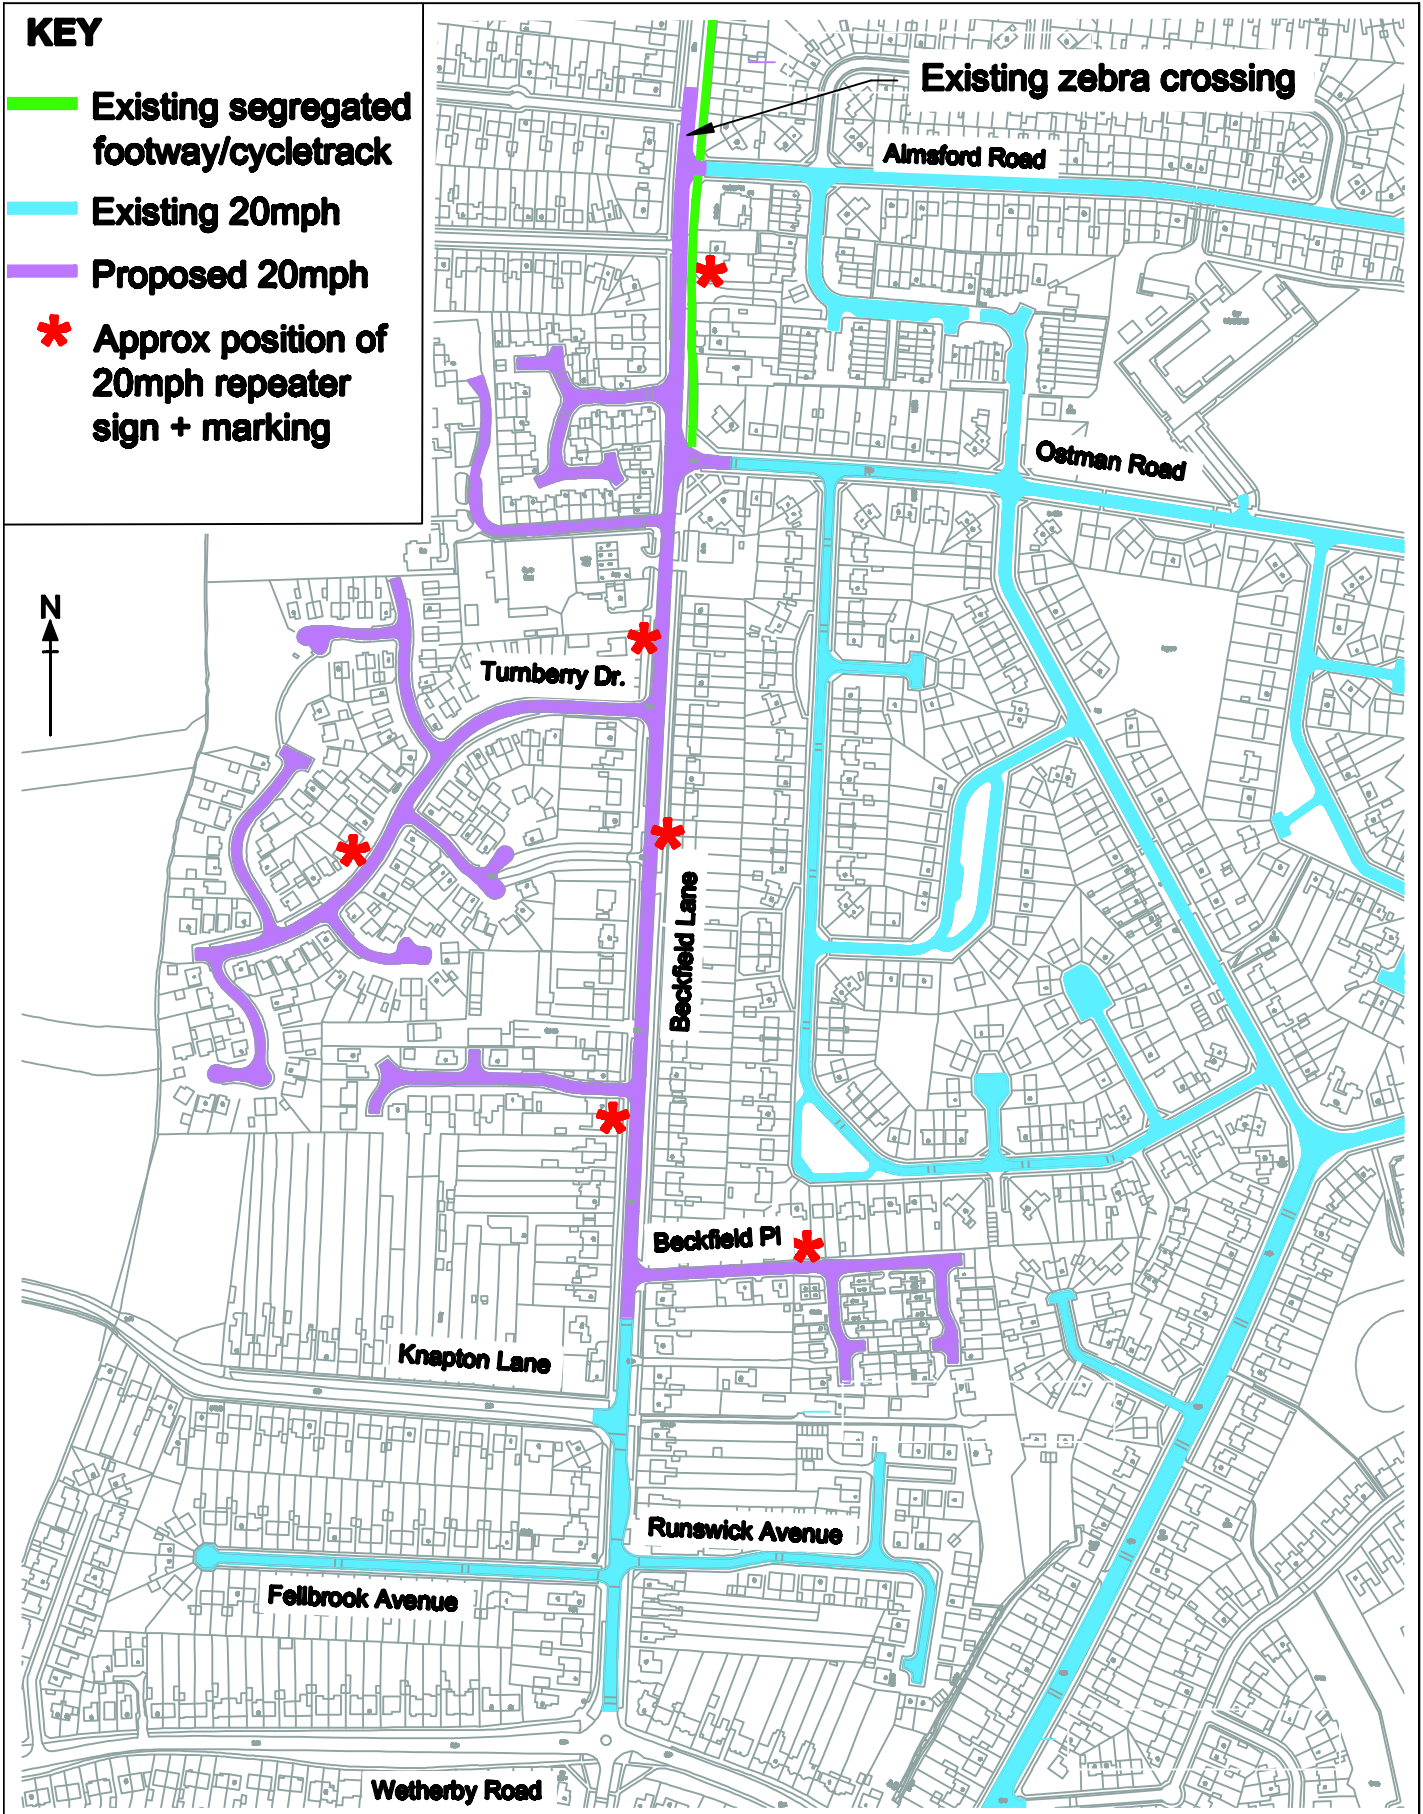 KEY
Existing segregated
footway/cycletrack
Existing 20mph
Proposed 20mph
Approx position of
20mph repeater
sign + marking
N
Existing zebra crossing
Almsford Road
Ostman Road
Turnberry Dr.
Beckfield Lane
Beckfield Pl
Knapton Lane
Runswick Avenue
Fellbrook Avenue
Wetherby Road